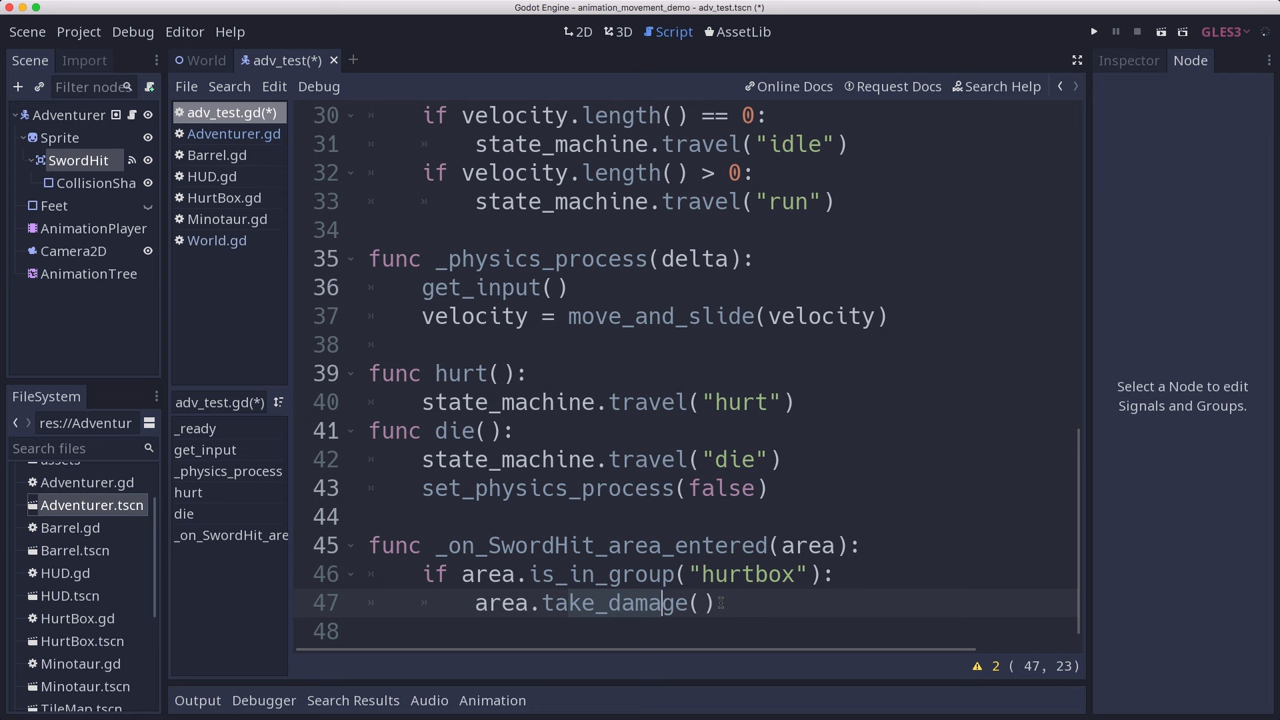 Godot Engine - animation_movement_demo - adv_test.tscn (*)
Scene Project Debug Editor Help
2D 3D Script AssetLib
GLES3
Scene Import
Filter node
Adventurer
Sprite
SwordHit
CollisionSha
Feet
AnimationPlayer
Camera2D
AnimationTree
FileSystem
res://Adventur
Search files
assets
Adventurer.gd
Adventurer.tscn
Barrel.gd
Barrel.tscn
HUD.gd
HUD.tscn
HurtBox.gd
HurtBox.tscn
Minotaur.gd
Minotaur.tscn
TileMap.tscn
World adv_test(*)
File Search Edit Debug
Online Docs Request Docs Search Help
adv_test.gd(*)
Adventurer.gd
Barrel.gd
HUD.gd
HurtBox.gd
Minotaur.gd
World.gd
adv_test.gd(*)
_ready
get_input
_physics_process
hurt
die
_on_SwordHit_are
30 if velocity.length() == 0:
31 state_machine.travel("idle")
32 if velocity.length() > 0:
33 state_machine.travel("run")
34
35 func _physics_process(delta):
36 get_input()
37 velocity = move_and_slide(velocity)
38
39 func hurt():
40 state_machine.travel("hurt")
41 func die():
42 state_machine.travel("die")
43 set_physics_process(false)
44
45 func _on_SwordHit_area_entered(area):
46 if area.is_in_group("hurtbox"):
47 area.take_damage()
48
2 ( 47, 23)
Output Debugger Search Results Audio Animation
Inspector Node
Select a Node to edit
Signals and Groups.